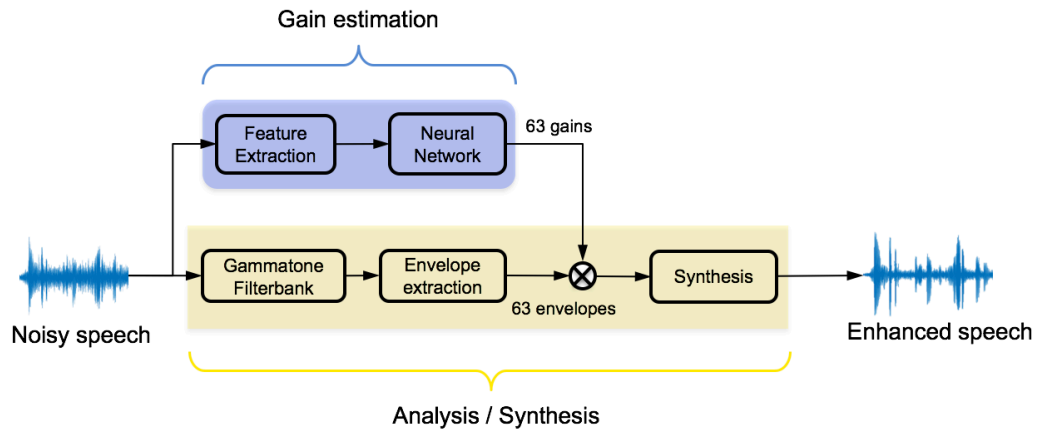 Gain estimation
Feature
Extraction
Neural
Network
63 gains
Gammatone
Filterbank
Envelope
extraction
63 envelopes
Synthesis
Noisy speech
Enhanced speech
Analysis / Synthesis